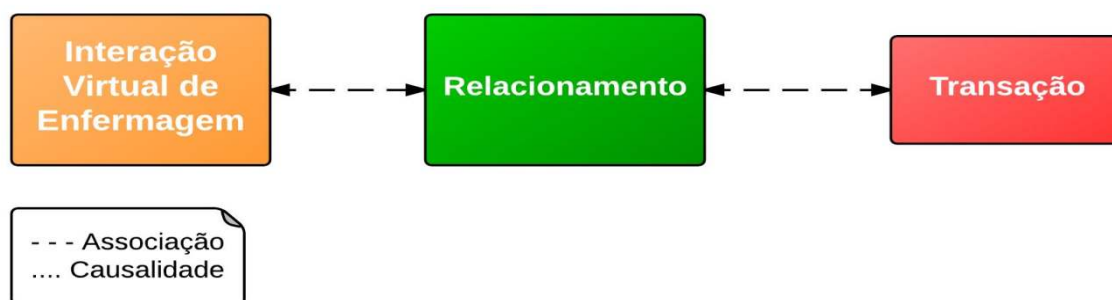 Interação
Virtual de
Enfermagem
Relacionamento
Transação
- - - Associação
.... Causalidade